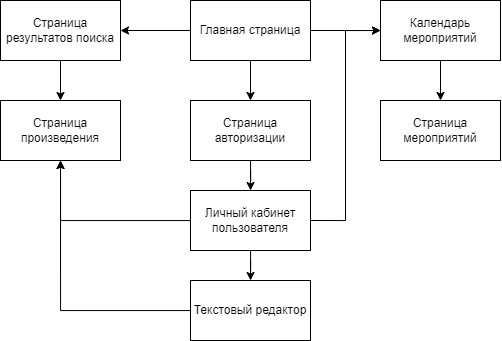 Страница
результатов поиска
Главная страница
Календарь
мероприятий
Страница
произведения
Страница
авторизации
Страница
мероприятий
Личный кабинет
пользователя
Текстовый редактор